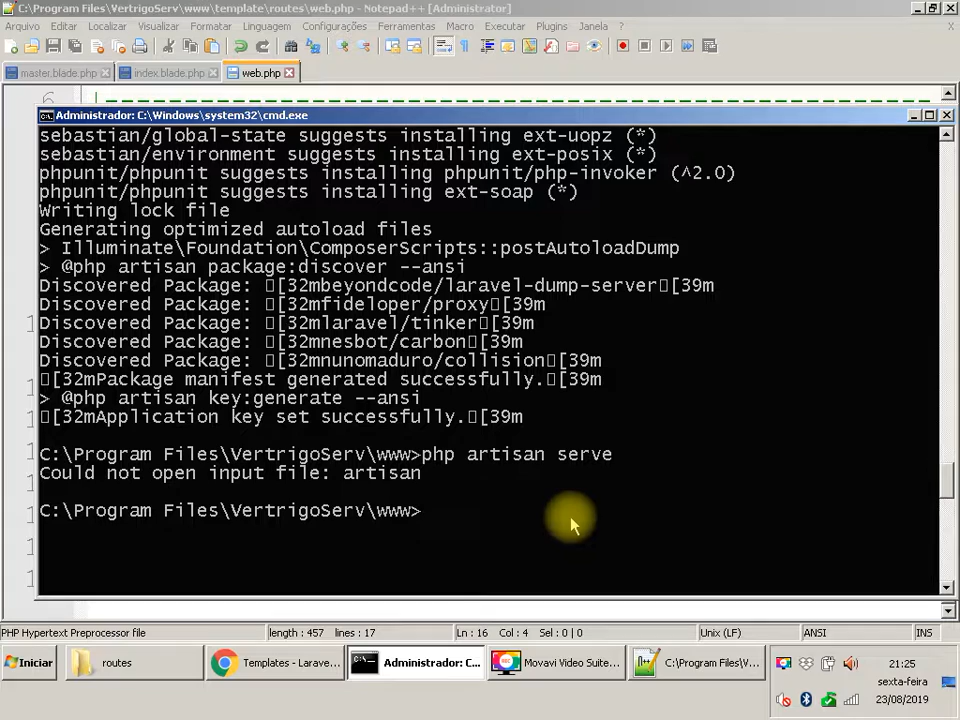 C:\Program Files\VertrigoServ\www\template\routes\web.php - Notepad++ [Administrador]
Arquivo Editar Localizar Visualizar Formatar Linguagem Configurações Ferramentas Macro Executar Plugins Janela ? X
master.blade.php index.blade.php web.php
6
Administrador: C:\Windows\system32\cmd.exe
sebastian/global-state suggests installing ext-uopz (*)
sebastian/environment suggests installing ext-posix (*)
phpunit/phpunit suggests installing phpunit/php-invoker (^2.0)
phpunit/phpunit suggests installing ext-soap (*)
Writing lock file
Generating optimized autoload files
> Illuminate\Foundation\ComposerScripts::postAutoloadDump
> @php artisan package:discover --ansi
Discovered Package: [32mbeyondcode/laravel-dump-server[39m
Discovered Package: [32mfideloper/proxy[39m
Discovered Package: [32mlaravel/tinker[39m
Discovered Package: [32mnesbot/carbon[39m
Discovered Package: [32mnunomaduro/collision[39m
[32mPackage manifest generated successfully.[39m
> @php artisan key:generate --ansi
[32mApplication key set successfully.[39m
C:\Program Files\VertrigoServ\www>php artisan serve
Could not open input file: artisan
C:\Program Files\VertrigoServ\www>
PHP Hypertext Preprocessor file length : 457 lines : 17 Ln : 16 Col : 4 Sel : 0 | 0 Unix (LF) ANSI INS
Iniciar routes Templates - Larave... Administrador: C:... Movavi Video Suite... C:\Program Files\V...
21:25
sexta-feira
23/08/2019